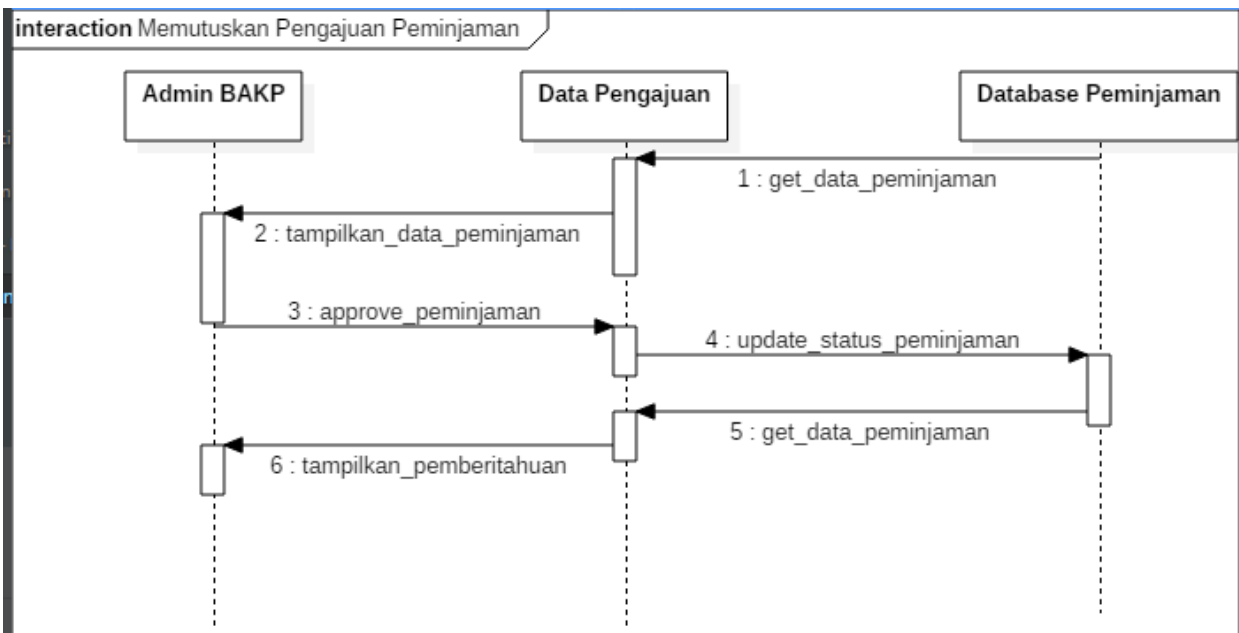 interaction Memutuskan Pengajuan Peminjaman
Admin BAKP
Data Pengajuan
Database Peminjaman
1 : get_data_peminjaman
2 : tampilkan_data_peminjaman
3 : approve_peminjaman
4 : update_status_peminjaman
5 : get_data_peminjaman
6 : tampilkan_pemberitahuan